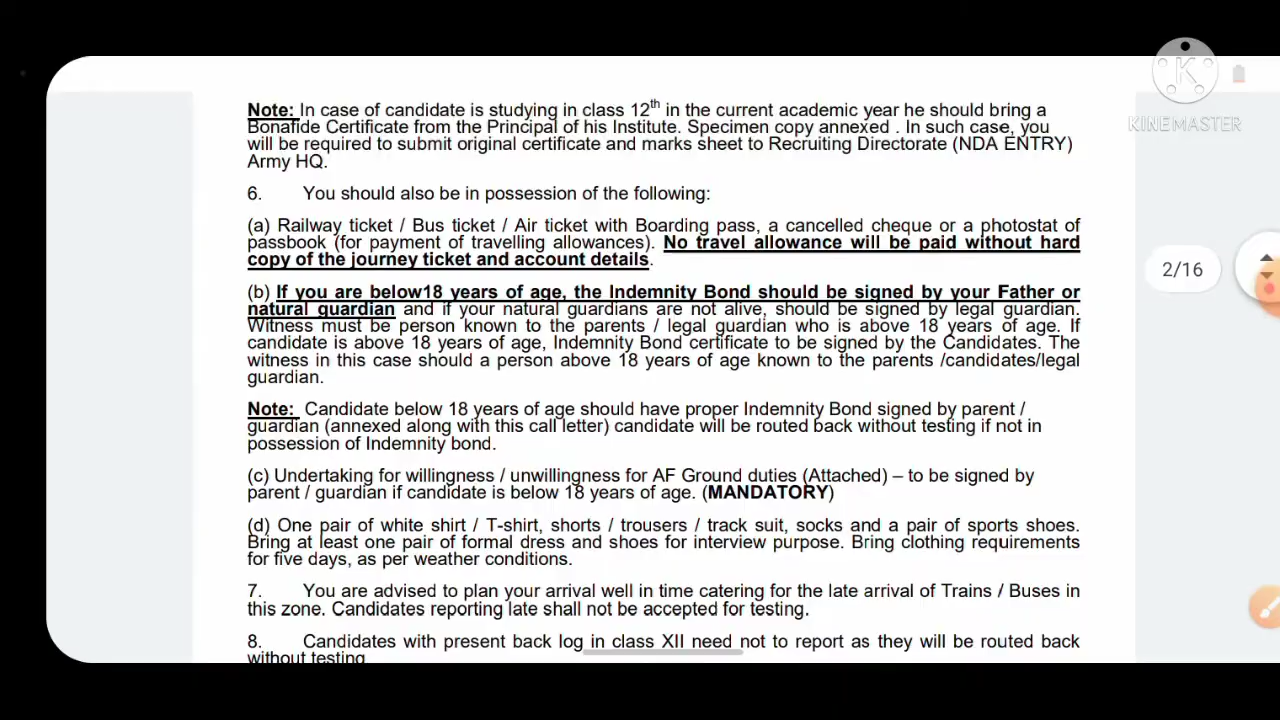 Note: In case of candidate is studying in class 12th in the current academic year he should bring a
Bonafide Certificate from the Principal of his Institute. Specimen copy annexed . In such case, you
will be required to submit original certificate and marks sheet to Recruiting Directorate (NDA ENTRY)
Army HQ.
6. You should also be in possession of the following:
(a) Railway ticket / Bus ticket / Air ticket with Boarding pass, a cancelled cheque or a photostat of
passbook (for payment of travelling allowances). No travel allowance will be paid without hard
copy of the journey ticket and account details.
(b) If you are below18 years of age, the Indemnity Bond should be signed by your Father or
natural guardian and if your natural guardians are not alive, should be signed by legal guardian.
Witness must be person known to the parents / legal guardian who is above 18 years of age. If
candidate is above 18 years of age, Indemnity Bond certificate to be signed by the Candidates. The
witness in this case should a person above 18 years of age known to the parents /candidates/legal
guardian.
Note: Candidate below 18 years of age should have proper Indemnity Bond signed by parent /
guardian (annexed along with this call letter) candidate will be routed back without testing if not in
possession of Indemnity bond.
(c) Undertaking for willingness / unwillingness for AF Ground duties (Attached) – to be signed by
parent / guardian if candidate is below 18 years of age. (MANDATORY)
(d) One pair of white shirt / T-shirt, shorts / trousers / track suit, socks and a pair of sports shoes.
Bring at least one pair of formal dress and shoes for interview purpose. Bring clothing requirements
for five days, as per weather conditions.
7. You are advised to plan your arrival well in time catering for the late arrival of Trains / Buses in
this zone. Candidates reporting late shall not be accepted for testing.
8. Candidates with present back log in class XII need not to report as they will be routed back
without testing
2/16
K
KINEMASTER